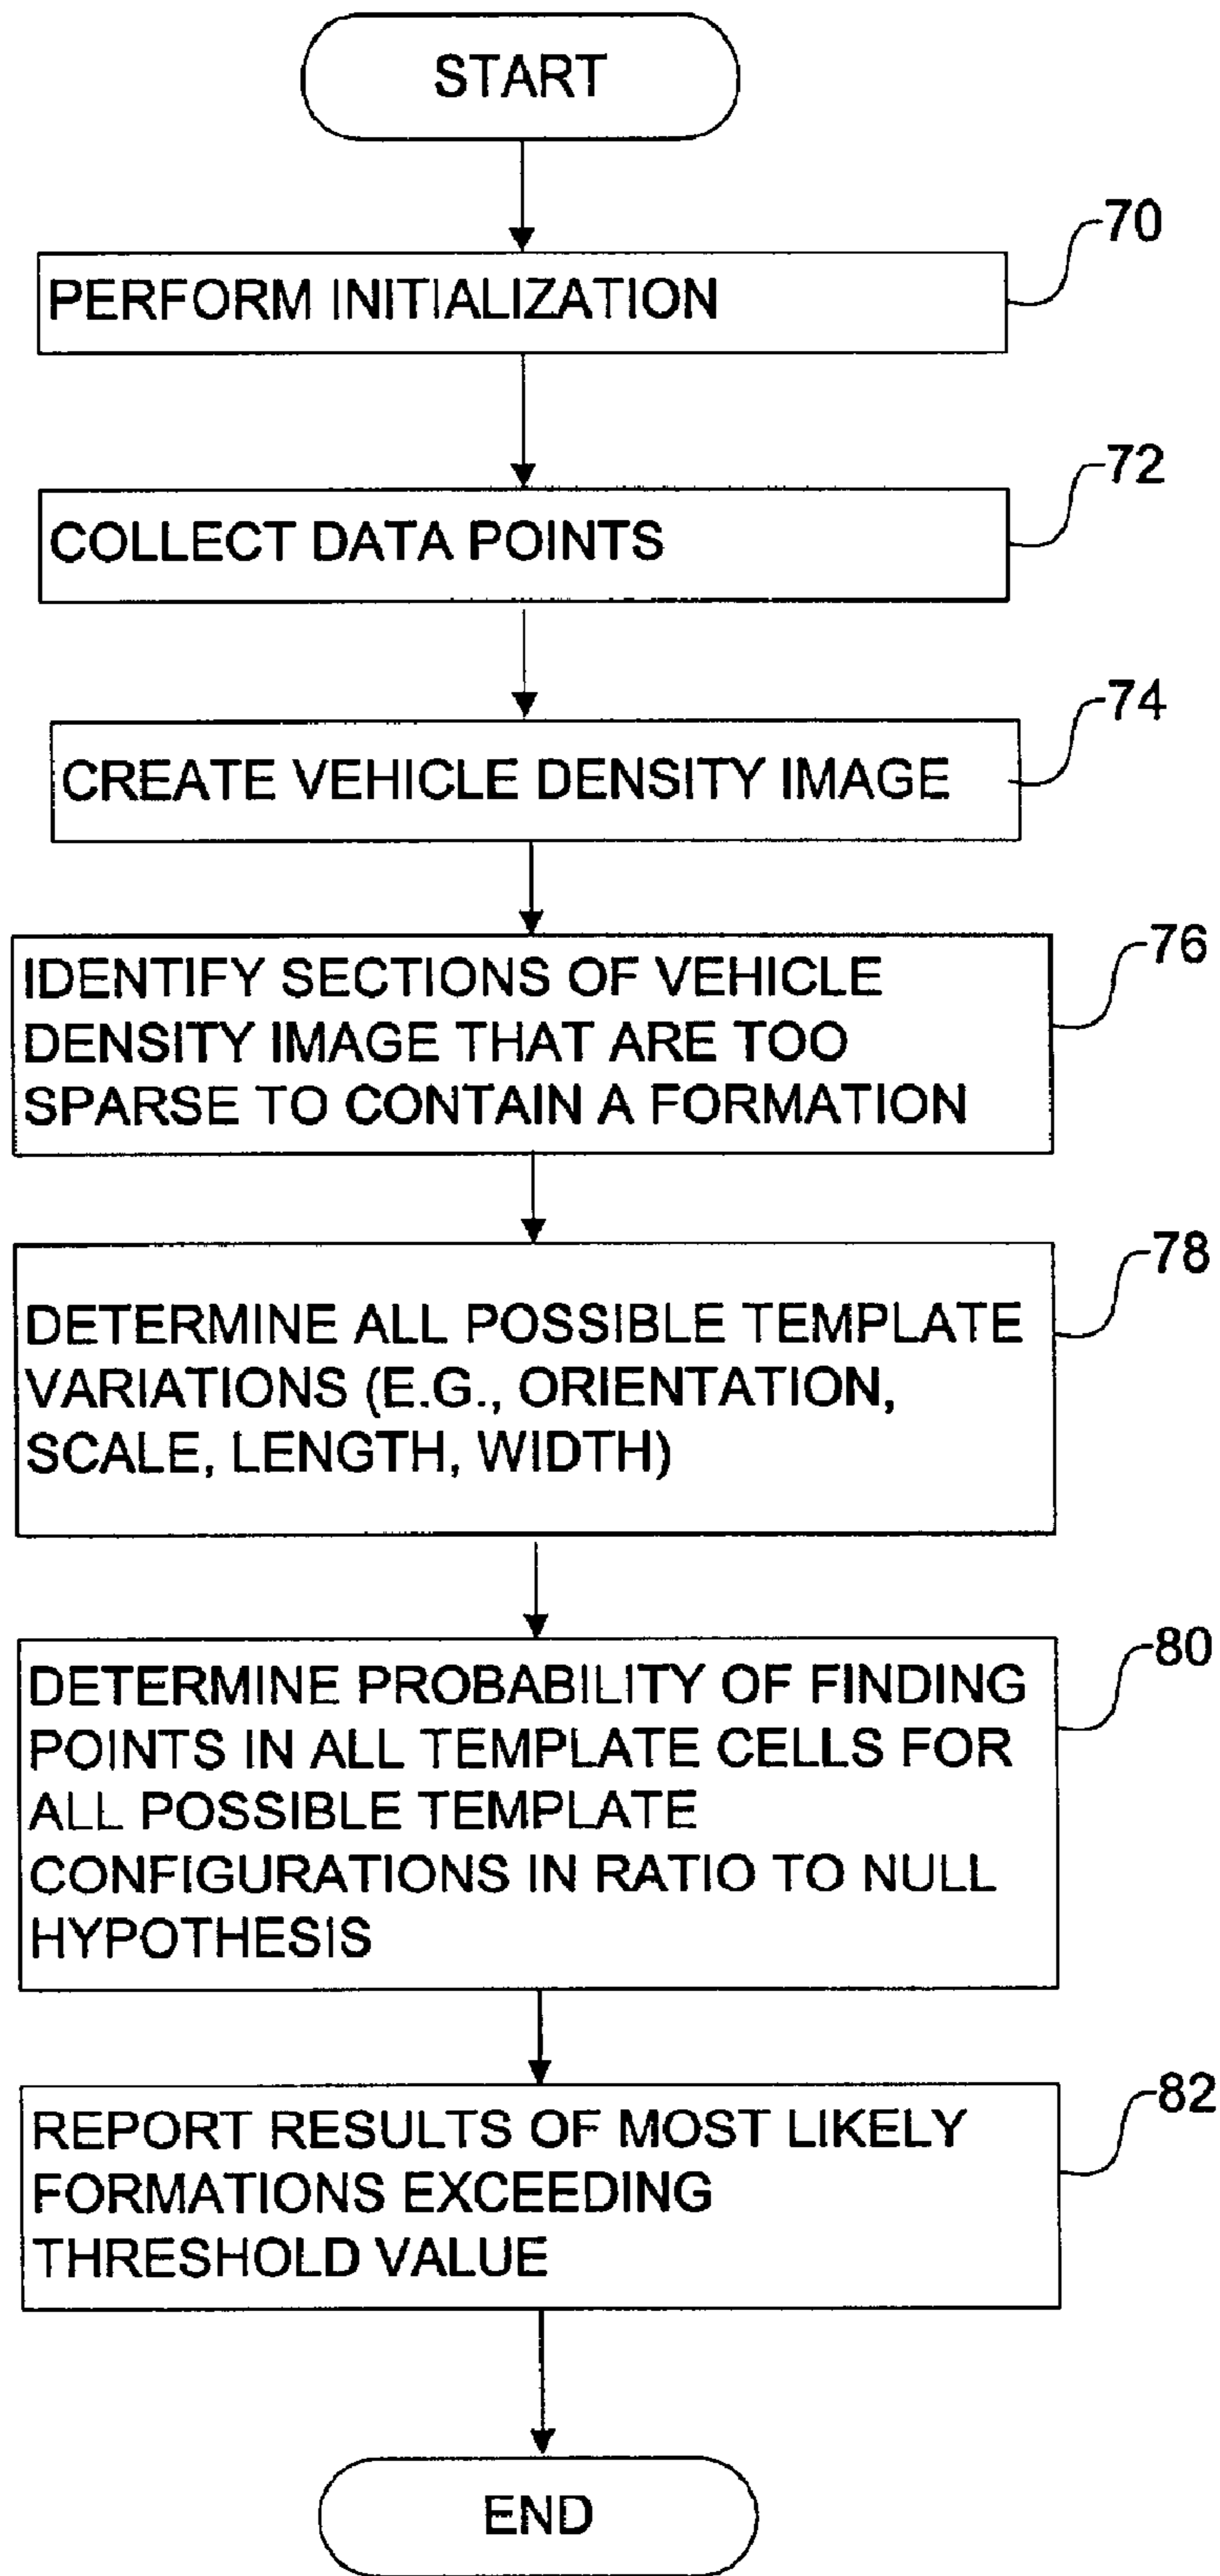 START
70
PERFORM INITIALIZATION
72
COLLECT DATA POINTS
74
CREATE VEHICLE DENSITY IMAGE
76
IDENTIFY SECTIONS OF VEHICLE
DENSITY IMAGE THAT ARE TOO
SPARSE TO CONTAIN A FORMATION
78
DETERMINE ALL POSSIBLE TEMPLATE
VARIATIONS (E.G., ORIENTATION,
SCALE, LENGTH, WIDTH)
80
DETERMINE PROBABILITY OF FINDING
POINTS IN ALL TEMPLATE CELLS FOR
ALL POSSIBLE TEMPLATE
CONFIGURATIONS IN RATIO TO NULL
HYPOTHESIS
82
REPORT RESULTS OF MOST LIKELY
FORMATIONS EXCEEDING
THRESHOLD VALUE
END